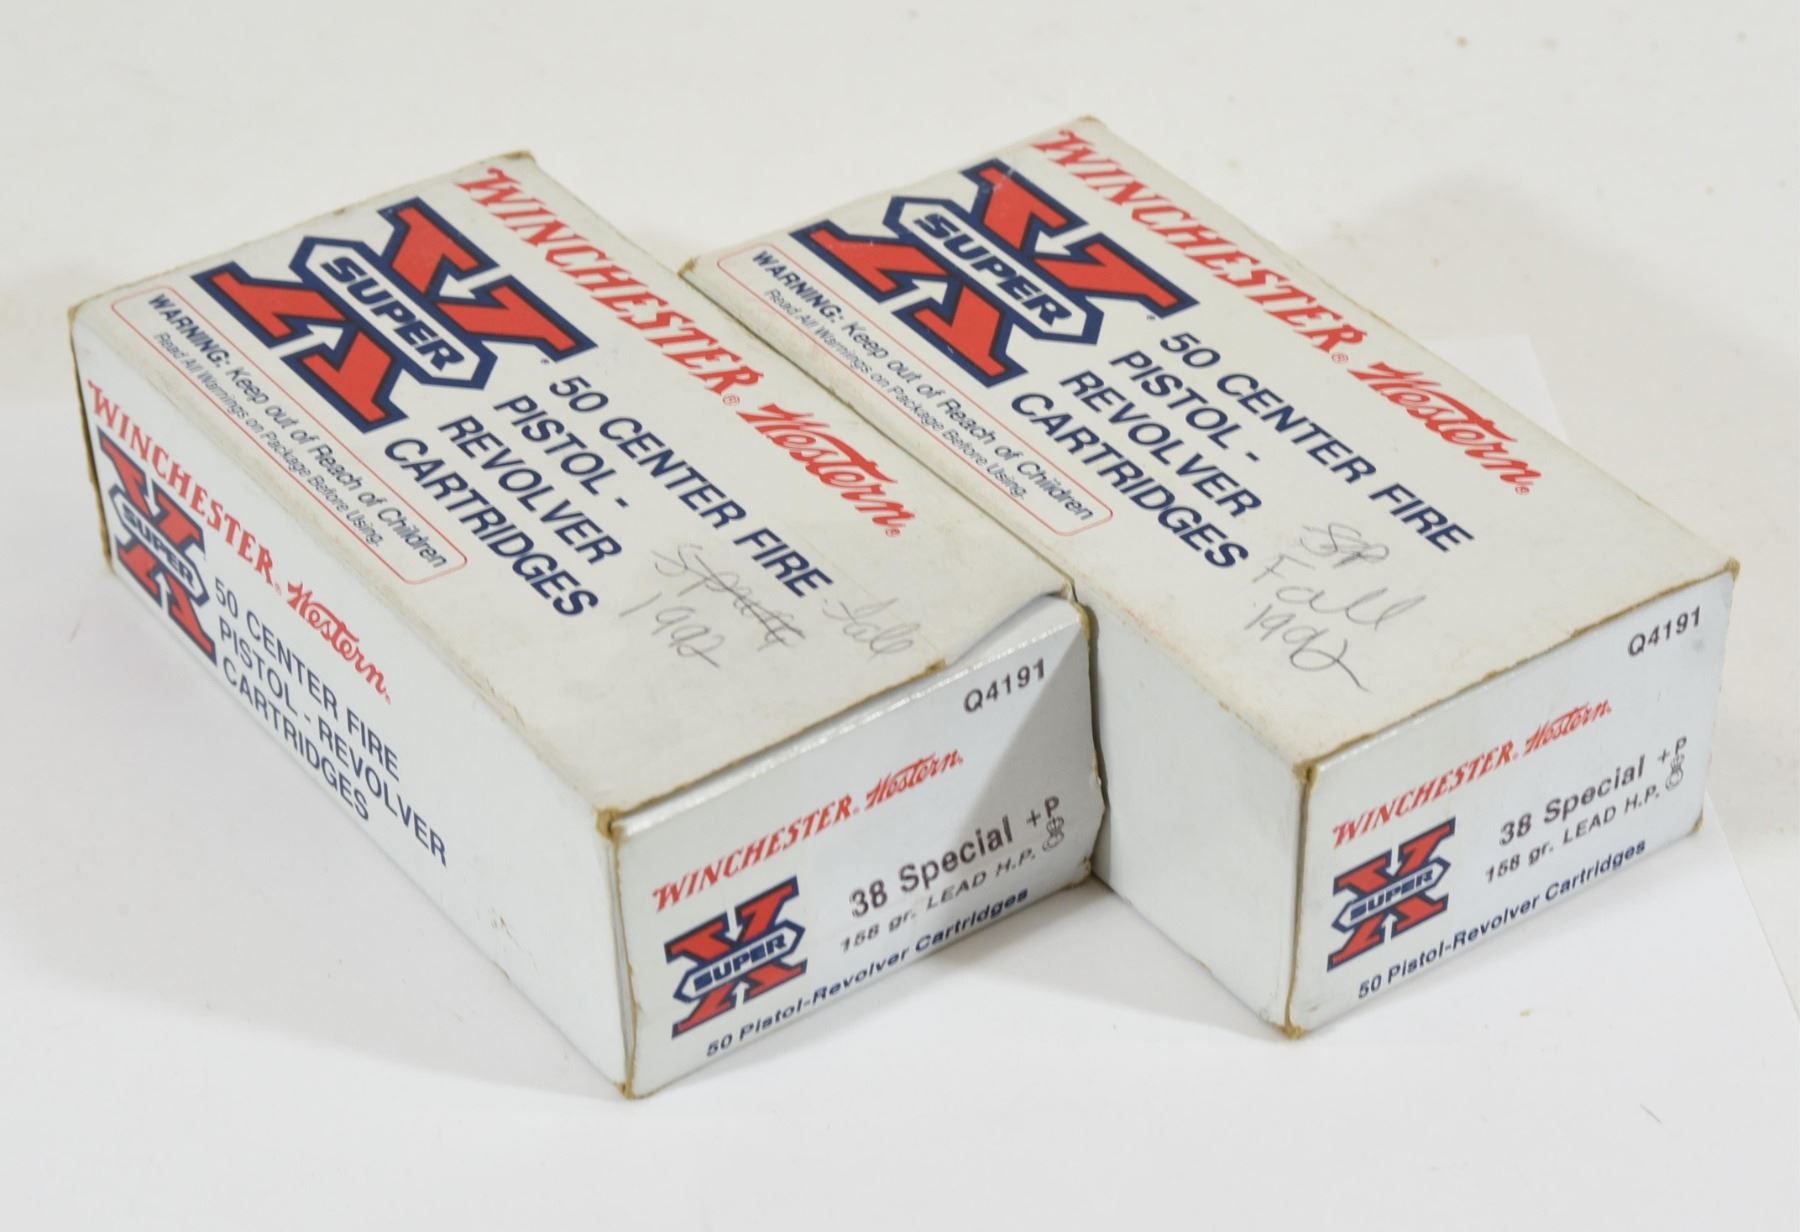 WINCHESTER® Western®
SUPER X®
50 CENTER FIRE
PISTOL -
REVOLVER
CARTRIDGES
WARNING: Keep out of Reach of Children
Read All Warnings on Package Before Using.
1992
WINCHESTER® Western®
SUPER X
50 CENTER FIRE
PISTOL - REVOLVER
CARTRIDGES
Q4191
WINCHESTER® Western®
SUPER X
38 Special +P
158 gr. LEAD H.P.
50 Pistol-Revolver Cartridges
WINCHESTER® Western®
SUPER X®
50 CENTER FIRE
PISTOL -
REVOLVER
CARTRIDGES
WARNING: Keep out of Reach of Children
Read All Warnings on Package Before Using.
Fall
1992
Q4191
WINCHESTER® Western®
SUPER X
38 Special +P
158 gr. LEAD H.P.
50 Pistol-Revolver Cartridges